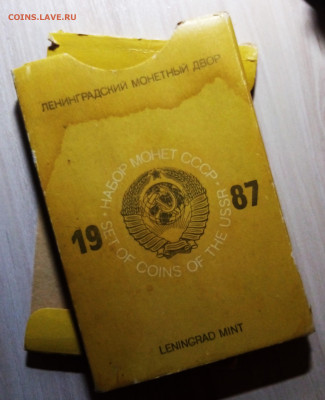 COINS.LAVE.RU
ЛЕНИНГРАДСКИЙ МОНЕТНЫЙ ДВОР
НАБОР МОНЕТ СССР
19 87
SET OF COINS OF THE USSR
LENINGRAD MINT